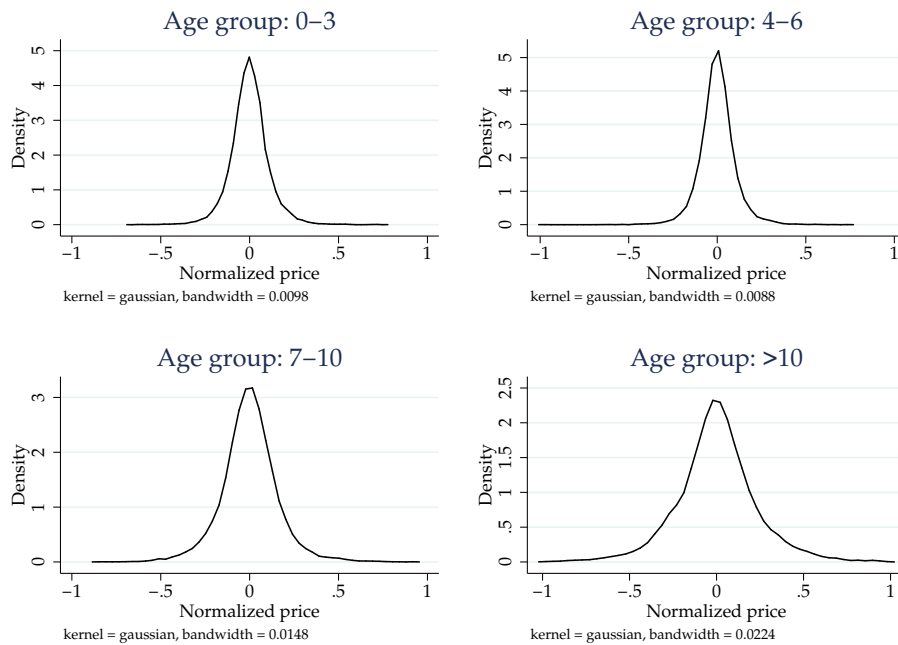 Age group: 0–3
Density
0 1 2 3 4 5
−1 −.5 0 .5 1
Normalized price
kernel = gaussian, bandwidth = 0.0098
Age group: 4–6
Density
0 1 2 3 4 5
−1 −.5 0 .5 1
Normalized price
kernel = gaussian, bandwidth = 0.0088
Age group: 7–10
Density
0 1 2 3
−1 −.5 0 .5 1
Normalized price
kernel = gaussian, bandwidth = 0.0148
Age group: >10
Density
0 .5 1 1.5 2 2.5
−1 −.5 0 .5 1
Normalized price
kernel = gaussian, bandwidth = 0.0224